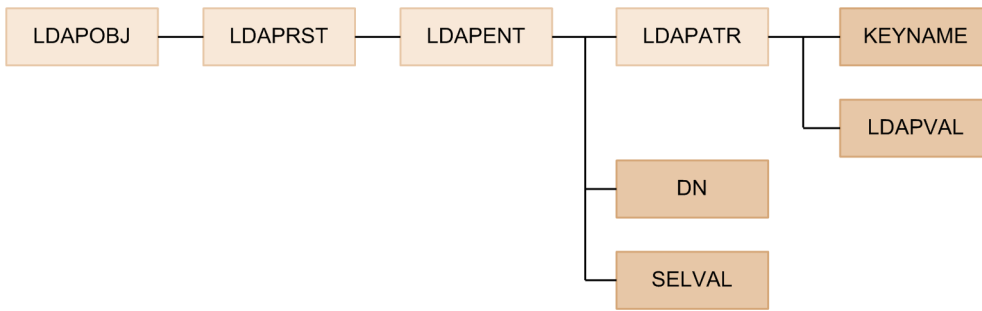 LDAPOBJ
LDAPRST
LDAPENT
LDAPATR
KEYNAME
LDAPVAL
DN
SELVAL